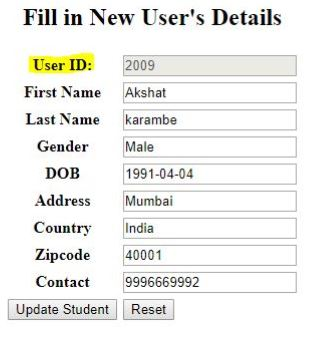 Fill in New User's Details
User ID: 2009
First Name Akshat
Last Name karambe
Gender Male
DOB 1991-04-04
Address Mumbai
Country India
Zipcode 40001
Contact 9996669992
Update Student Reset